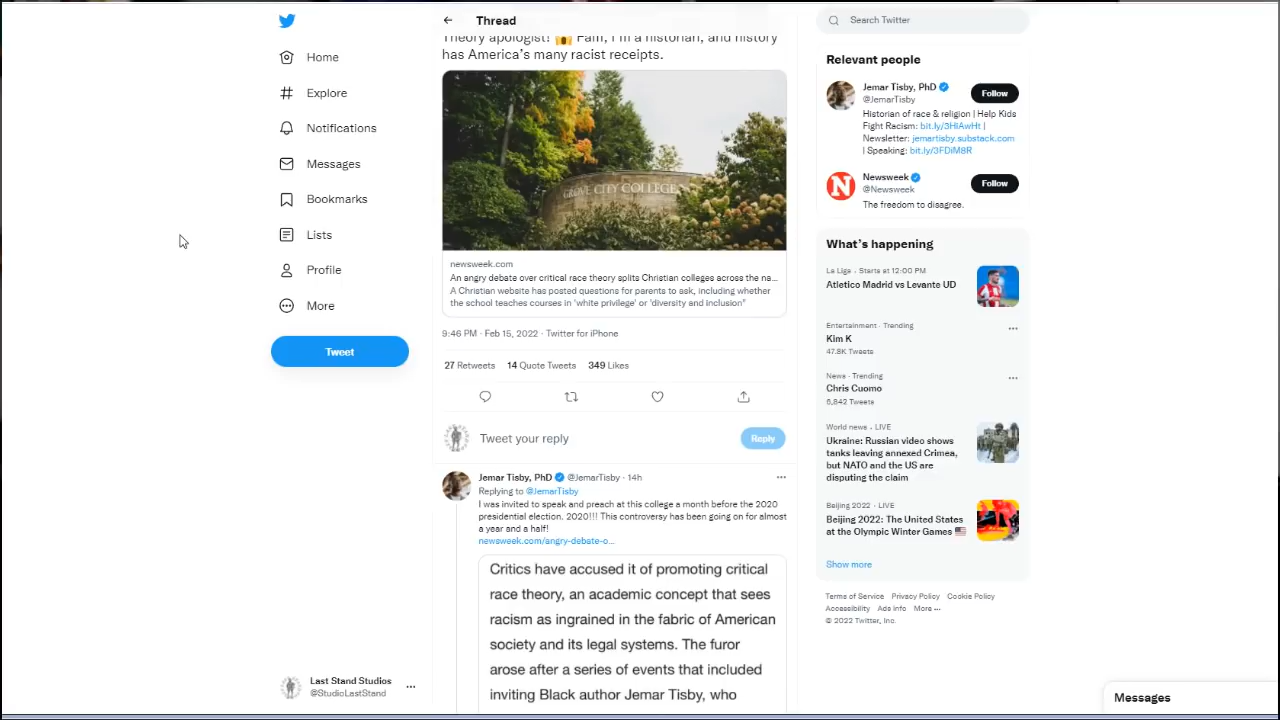 Home
Explore
Notifications
Messages
Bookmarks
Lists
Profile
More
Tweet
Last Stand Studios
@StudioLastStand
Thread
Theory apologist! Fam, I'm a historian, and history
has America's many racist receipts.
GROVE CITY COLLEGE
newsweek.com
An angry debate over critical race theory splits Christian colleges across the na...
A Christian website has posted questions for parents to ask, including whether
the school teaches courses in 'white privilege' or 'diversity and inclusion"
9:46 PM · Feb 15, 2022 · Twitter for iPhone
27 Retweets 14 Quote Tweets 349 Likes
Tweet your reply
Reply
Jemar Tisby, PhD @JemarTisby · 14h
Replying to @JemarTisby
I was invited to speak and preach at this college a month before the 2020
presidential election. 2020!!! This controversy has been going on for almost
a year and a half!
newsweek.com/angry-debate-o...
Critics have accused it of promoting critical
race theory, an academic concept that sees
racism as ingrained in the fabric of American
society and its legal systems. The furor
arose after a series of events that included
inviting Black author Jemar Tisby, who
Search Twitter
Relevant people
Jemar Tisby, PhD
@JemarTisby
Follow
Historian of race & religion | Help Kids
Fight Racism: bit.ly/3HiAwHt |
Newsletter: jemartisby.substack.com
| Speaking: bit.ly/3FDiM8R
Newsweek
@Newsweek
Follow
The freedom to disagree.
What's happening
La Liga · Starts at 12:00 PM
Atletico Madrid vs Levante UD
Entertainment · Trending
Kim K
47.8K Tweets
News · Trending
Chris Cuomo
6,842 Tweets
World news · LIVE
Ukraine: Russian video shows
tanks leaving annexed Crimea,
but NATO and the US are
disputing the claim
Beijing 2022 · LIVE
Beijing 2022: The United States
at the Olympic Winter Games
Show more
Terms of Service Privacy Policy Cookie Policy
Accessibility Ads info More ...
© 2022 Twitter, Inc.
Messages